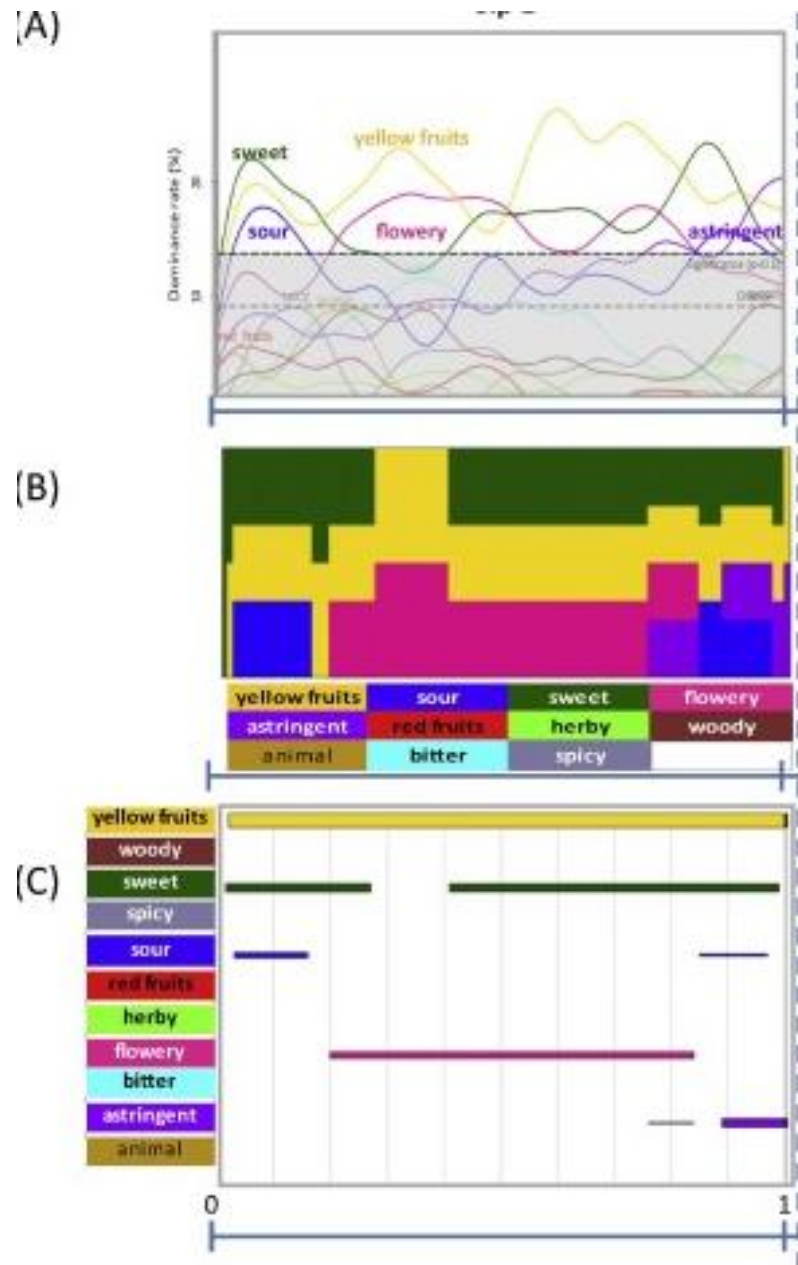 (A)
Dominance rate (%)
yellow fruits
sweet
sour
flowery
astringent
(B)
yellow fruits
sour
sweet
flowery
astringent
red fruits
herby
woody
animal
bitter
spicy
(C)
yellow fruits
woody
sweet
spicy
sour
red fruits
herby
flowery
bitter
astringent
animal
0
1